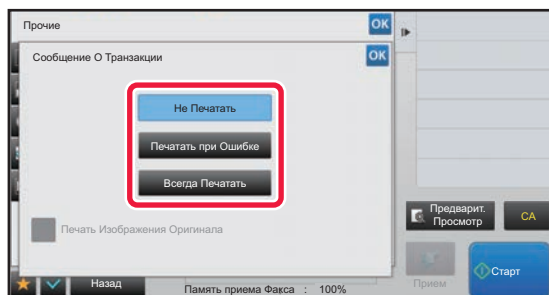 Прочие
OK
Сообщение О Транзакции
OK
Не Печатать
Печатать при Ошибке
Всегда Печатать
Печать Изображения Оригинала
Предварит.
Просмотр
CA
Назад
Память приема Факса : 100%
Прием
Старт